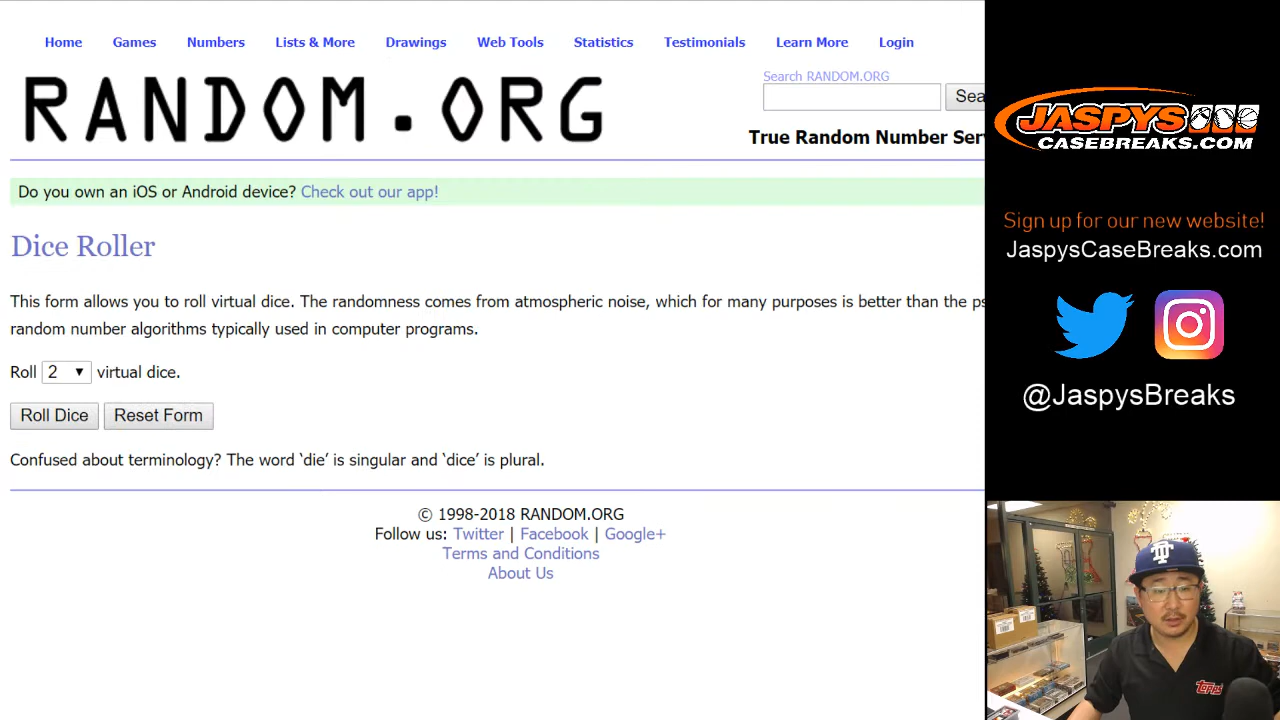 Home Games Numbers Lists & More Drawings Web Tools Statistics Testimonials Learn More Login
RANDOM.ORG
Search RANDOM.ORG
Sea
True Random Number Ser
Do you own an iOS or Android device? Check out our app!
Dice Roller
This form allows you to roll virtual dice. The randomness comes from atmospheric noise, which for many purposes is better than the ps
random number algorithms typically used in computer programs.
Roll 2 ▼ virtual dice.
Roll Dice Reset Form
Confused about terminology? The word ‘die’ is singular and ‘dice’ is plural.
© 1998-2018 RANDOM.ORG
Follow us: Twitter | Facebook | Google+
Terms and Conditions
About Us
JASPYS
CASEBREAKS.COM
Sign up for our new website!
JaspysCaseBreaks.com
@JaspysBreaks
TD
Topps